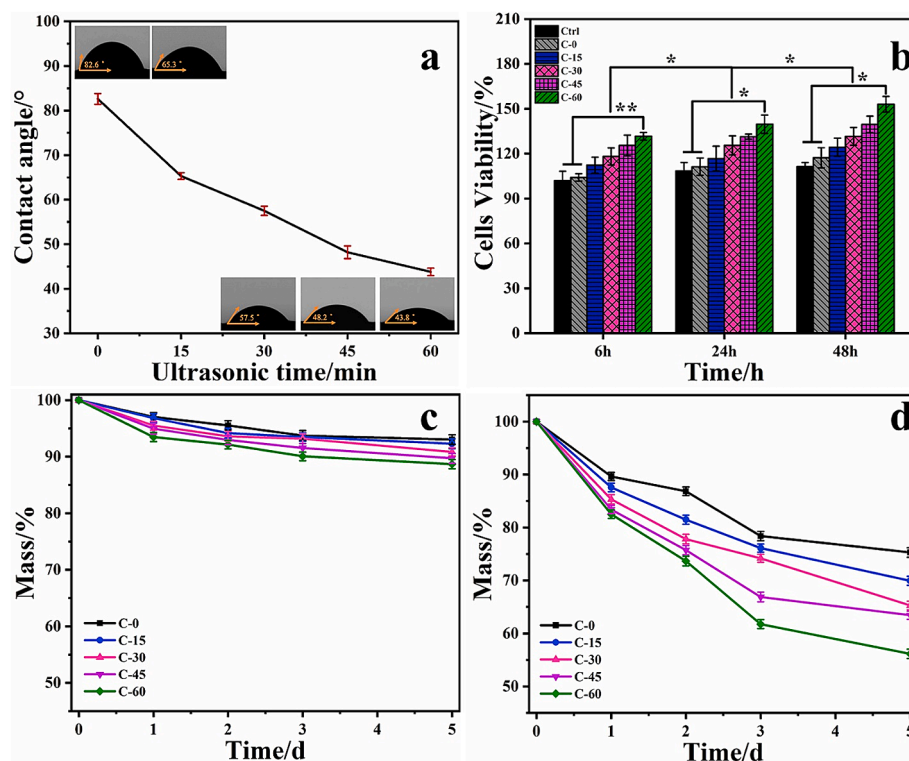 a
100
90
80
70
60
50
40
30
82.6 °
65.3 °
57.5 °
48.2 °
43.8 °
0 15 30 45 60
Contact angle/°
Ultrasonic time/min
b
210
180
150
120
90
60
30
0
Ctrl
C-0
C-15
C-30
C-45
C-60
* *
** * *
6h 24h 48h
Cells Viability/%
Time/h
c
100
90
80
70
60
50
C-0
C-15
C-30
C-45
C-60
0 1 2 3 4 5
Mass/%
Time/d
d
100
90
80
70
60
50
C-0
C-15
C-30
C-45
C-60
0 1 2 3 4 5
Mass/%
Time/d